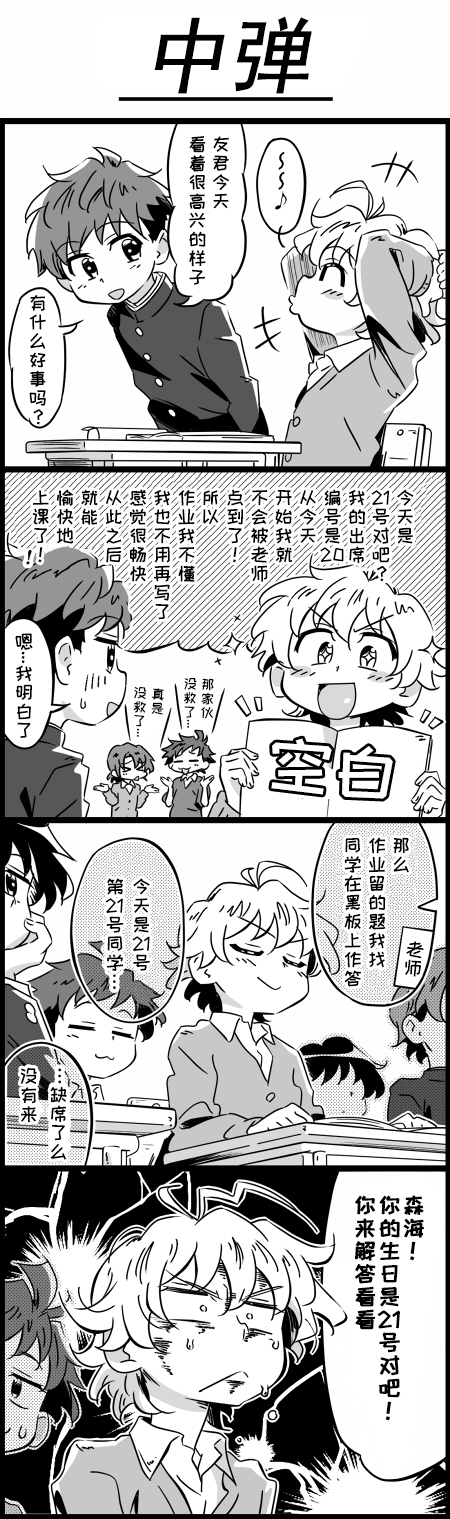 中弹
～～♪
友君今天
看着很高兴的样子
有什么好事吗？
今天是
21号对吧？
我的出席
编号是20
从今天
开始我就
不会被老师
点到了！
所以
作业我不懂
我也不用再写了
感觉很畅快
从此之后
就能
愉快地
上课了！！
空白
那家伙
没救了…
真是
没救了…
嗯…我明白了
那么
作业留的题我找
同学在黑板上作答
老师
今天是21号
第21号同学…
…缺席了么
没有来
森海！
你的生日是21号对吧！
你来解答看看